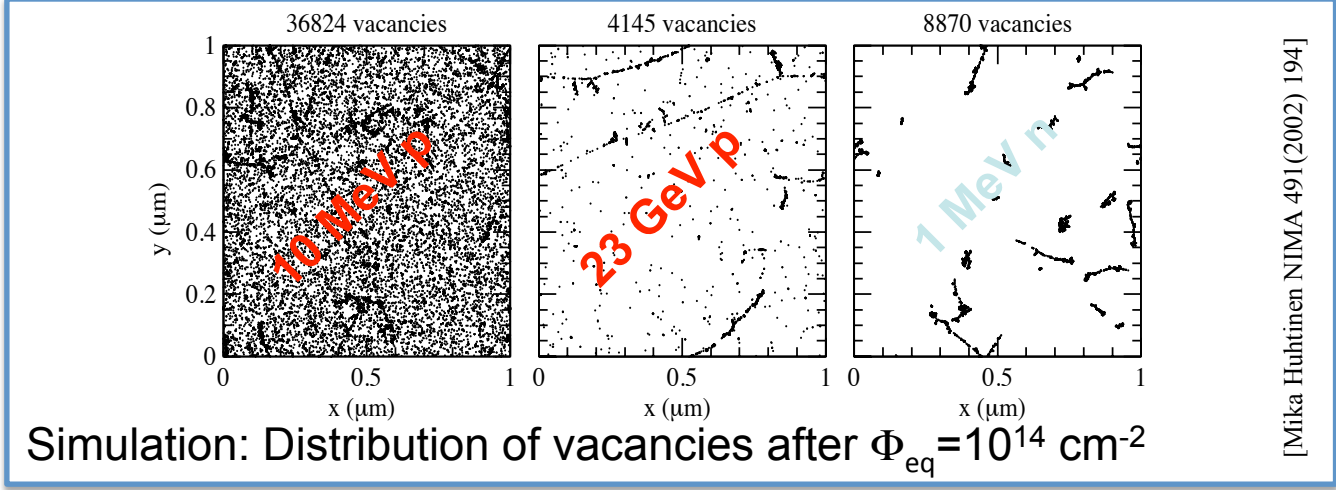 36824 vacancies
4145 vacancies
8870 vacancies
1
0.8
0.6
0.4
0.2
0
y (μm)
0
0.5
1
x (μm)
0
0.5
1
x (μm)
0
0.5
1
x (μm)
10 MeV p
23 GeV p
1 MeV n
[Mika Huhtinen NIMA 491(2002) 194]
Simulation: Distribution of vacancies after Φeq=10¹⁴ cm⁻²